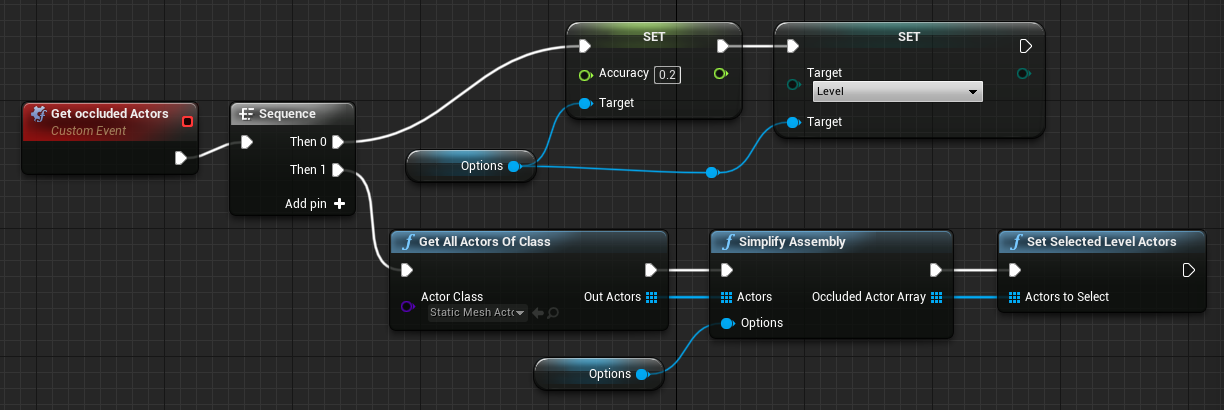 Get occluded Actors
Custom Event
Sequence
Then 0
Then 1
Add pin
SET
Accuracy 0.2
Target
SET
Target
Level
Target
Options
Get All Actors Of Class
Actor Class
Static Mesh Actc
Out Actors
Simplify Assembly
Actors
Occluded Actor Array
Options
Set Selected Level Actors
Actors to Select
Options